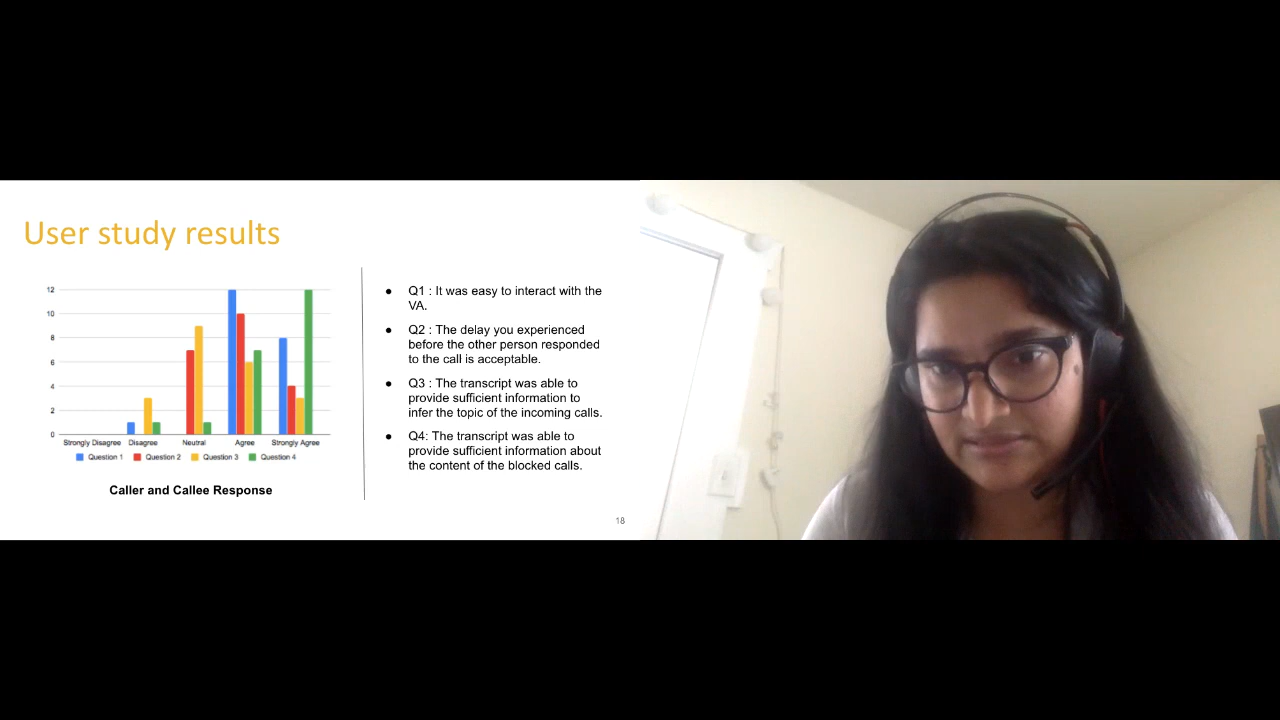 User study results
12
10
8
6
4
2
0
Strongly Disagree Disagree Neutral Agree Strongly Agree
Question 1 Question 2 Question 3 Question 4
Caller and Callee Response
● Q1 : It was easy to interact with the
VA.
● Q2 : The delay you experienced
before the other person responded
to the call is acceptable.
● Q3 : The transcript was able to
provide sufficient information to
infer the topic of the incoming calls.
● Q4: The transcript was able to
provide sufficient information about
the content of the blocked calls.
18